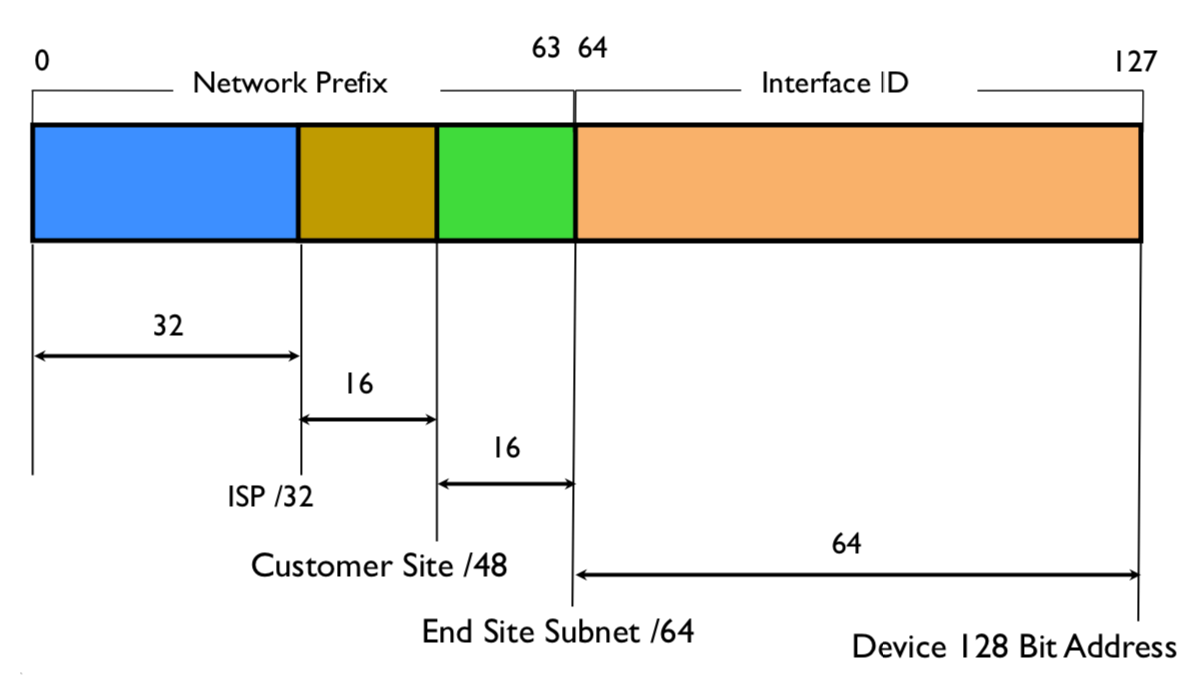 0
63 64
127
Network Prefix
Interface ID
32
16
16
ISP /32
64
Customer Site /48
End Site Subnet /64
Device 128 Bit Address